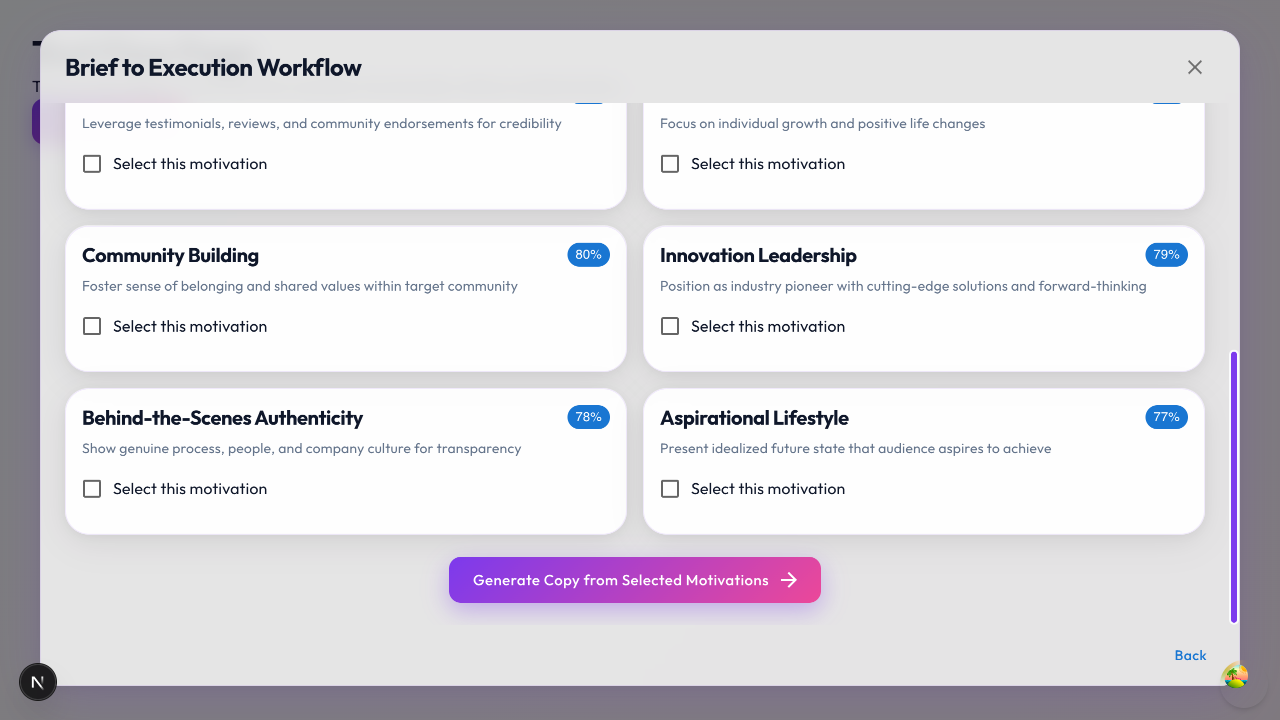 Brief to Execution Workflow
Leverage testimonials, reviews, and community endorsements for credibility
Select this motivation
Focus on individual growth and positive life changes
Select this motivation
Community Building
80%
Foster sense of belonging and shared values within target community
Select this motivation
Innovation Leadership
79%
Position as industry pioneer with cutting-edge solutions and forward-thinking
Select this motivation
Behind-the-Scenes Authenticity
78%
Show genuine process, people, and company culture for transparency
Select this motivation
Aspirational Lifestyle
77%
Present idealized future state that audience aspires to achieve
Select this motivation
Generate Copy from Selected Motivations
Back
N